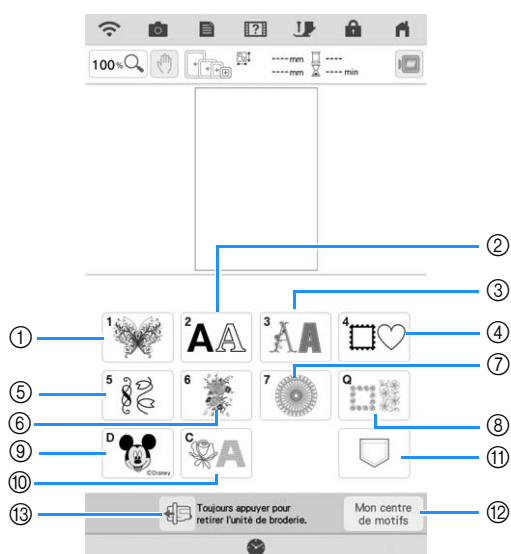 ?
100 % ---- mm ----
---- mm ---- min
②
③
1 2 AA 3 AA 4
① ④
⑦
5 6 7 Q
⑤
⑥ ⑧
D ©Disney C A
⑨ ⑪
⑩
⑬ Toujours appuyer pour
retirer l'unité de broderie.
Mon centre
de motifs
⑫